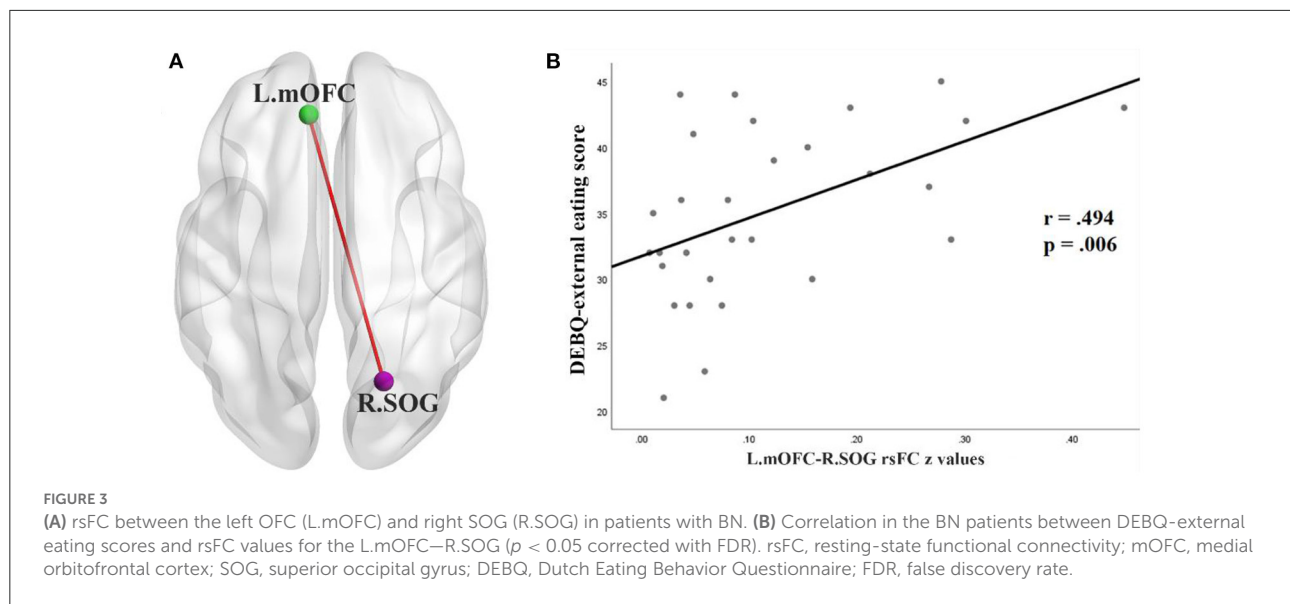 A
L.mOFC
R.SOG
B
DEBQ-external eating score
45
40
35
30
25
20
r = .494
p = .006
.00 .10 .20 .30 .40
L.mOFC-R.SOG rsFC z values
FIGURE 3
(A) rsFC between the left OFC (L.mOFC) and right SOG (R.SOG) in patients with BN. (B) Correlation in the BN patients between DEBQ-external
eating scores and rsFC values for the L.mOFC—R.SOG (p < 0.05 corrected with FDR). rsFC, resting-state functional connectivity; mOFC, medial
orbitofrontal cortex; SOG, superior occipital gyrus; DEBQ, Dutch Eating Behavior Questionnaire; FDR, false discovery rate.